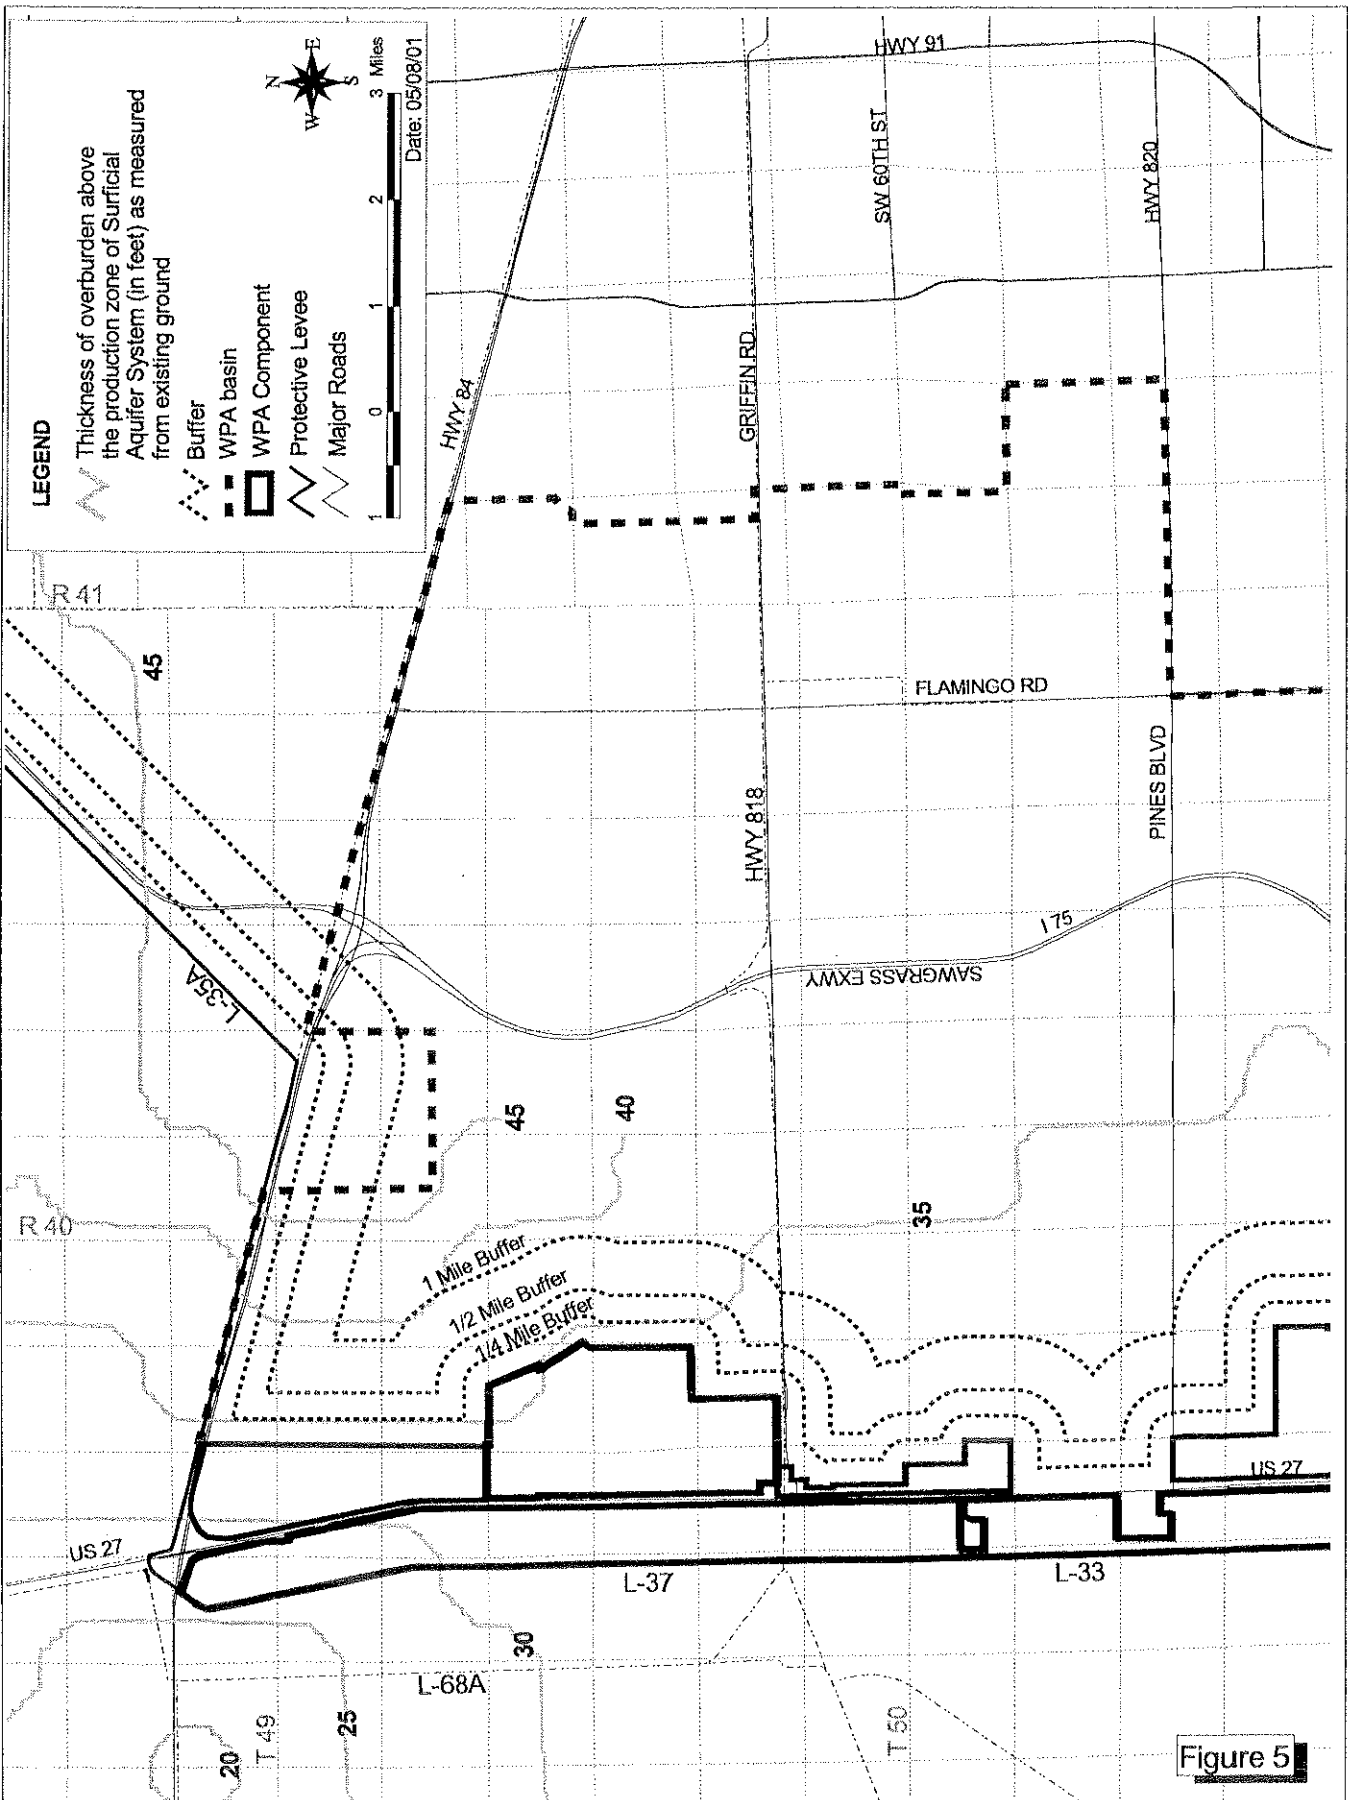 LEGEND
Thickness of overburden above
the production zone of Surficial
Aquifer System (in feet) as measured
from existing ground
Buffer
WPA basin
WPA Component
Protective Levee
Major Roads
N
E
S
W
1 0 1 2 3 Miles
Date: 05/08/01
HWY 91
HWY 84
SW 60TH ST
HWY 820
GRIFFIN RD
R 41
45
FLAMINGO RD
HWY 818
PINES BLVD
L-35A
I 75
SAWGRASS EXWY
45
40
35
R 40
1 Mile Buffer
1/2 Mile Buffer
1/4 Mile Buffer
US 27
US 27
L-37
L-33
30
L-68A
25
T 49
20
T 50
Figure 5